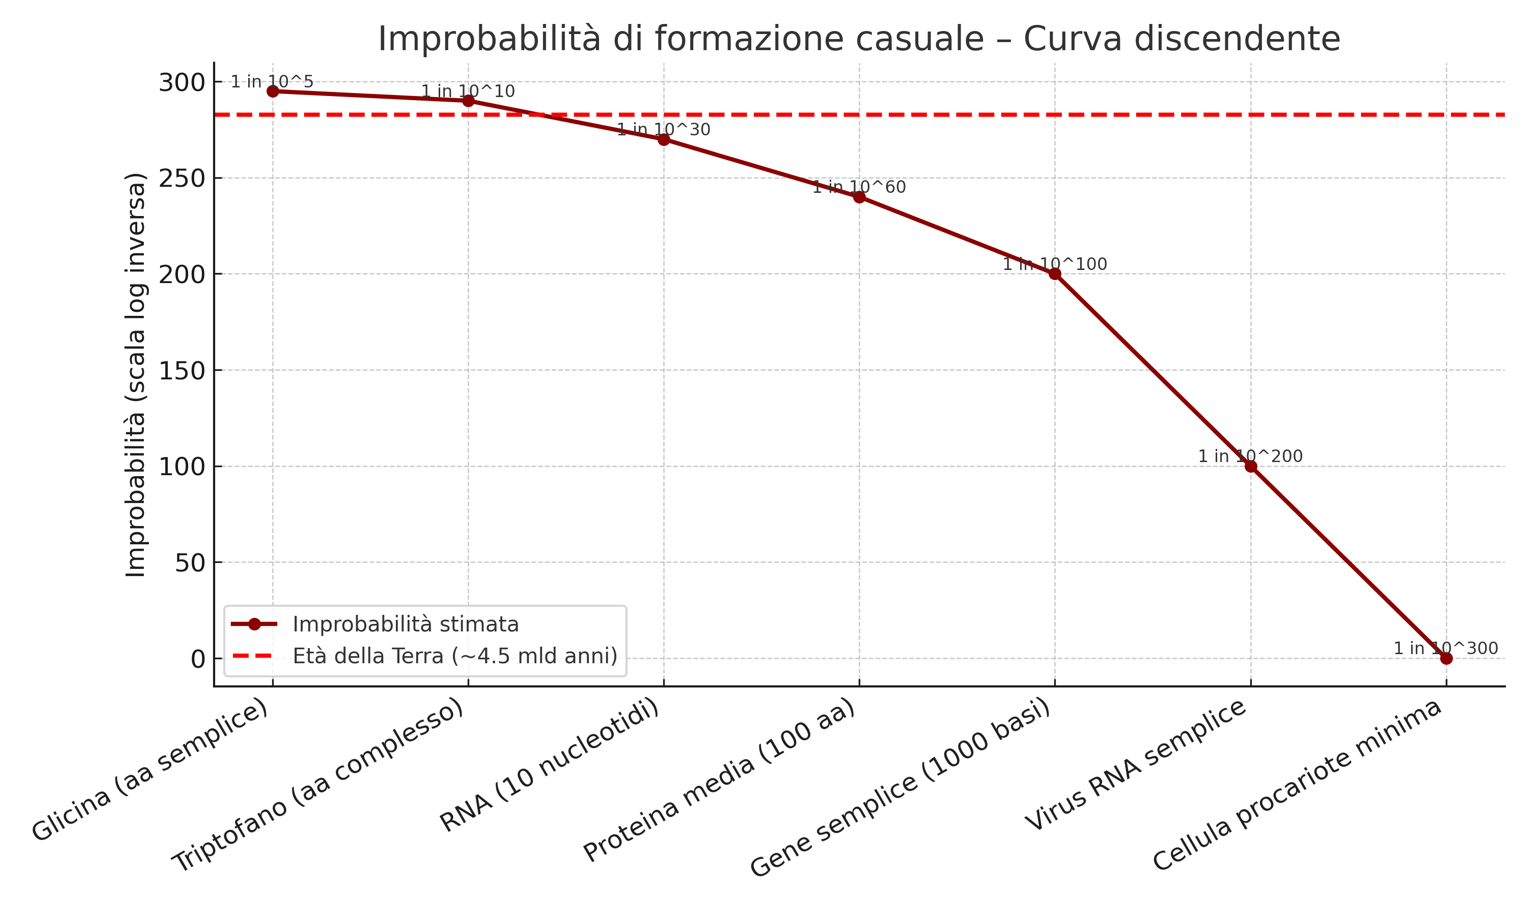 Improbabilità di formazione casuale – Curva discendente
Improbabilità (scala log inversa)
300
250
200
150
100
50
0
1 in 10^5
1 in 10^10
1 in 10^30
1 in 10^60
1 in 10^100
1 in 10^200
1 in 10^300
Improbabilità stimata
Età della Terra (~4.5 mld anni)
Glicina (aa semplice)
Triptofano (aa complesso)
RNA (10 nucleotidi)
Proteina media (100 aa)
Gene semplice (1000 basi)
Virus RNA semplice
Cellula procariote minima